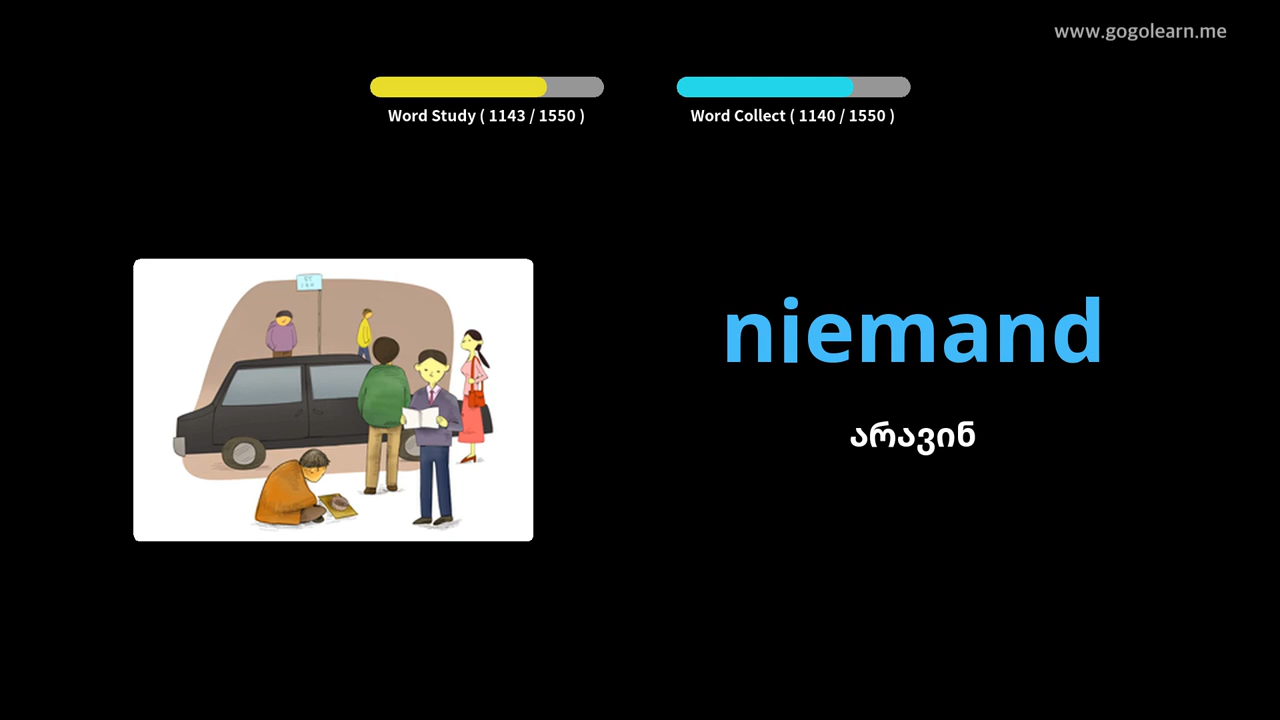 www.gogolearn.me
Word Study ( 1143 / 1550 )
Word Collect ( 1140 / 1550 )
niemand
არავინ